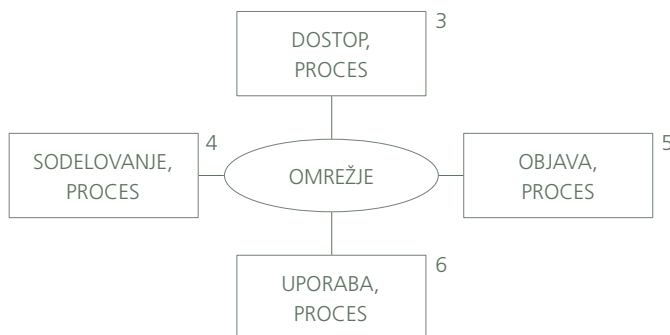 3
DOSTOP,
PROCES
4
SODELOVANJE,
PROCES
OMREŽJE
5
OBJAVA,
PROCES
6
UPORABA,
PROCES